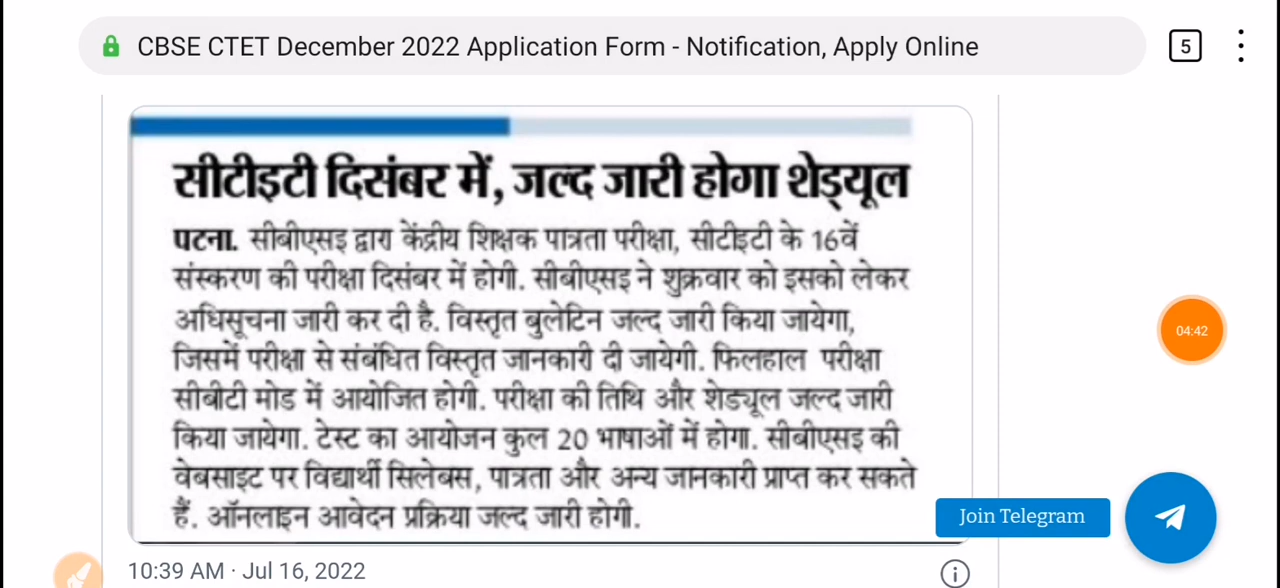 CBSE CTET December 2022 Application Form - Notification, Apply Online
5
सीटीइटी दिसंबर में, जल्द जारी होगा शेड्यूल
पटना. सीबीएसइ द्वारा केंद्रीय शिक्षक पात्रता परीक्षा, सीटीइटी के 16वें
संस्करण की परीक्षा दिसंबर में होगी. सीबीएसइ ने शुक्रवार को इसको लेकर
अधिसूचना जारी कर दी है. विस्तृत बुलेटिन जल्द जारी किया जायेगा,
जिसमें परीक्षा से संबंधित विस्तृत जानकारी दी जायेगी. फिलहाल परीक्षा
सीबीटी मोड में आयोजित होगी. परीक्षा की तिथि और शेड्यूल जल्द जारी
किया जायेगा. टेस्ट का आयोजन कुल 20 भाषाओं में होगा. सीबीएसइ की
वेबसाइट पर विद्यार्थी सिलेबस, पात्रता और अन्य जानकारी प्राप्त कर सकते
हैं. ऑनलाइन आवेदन प्रक्रिया जल्द जारी होगी.
04:42
Join Telegram
10:39 AM · Jul 16, 2022